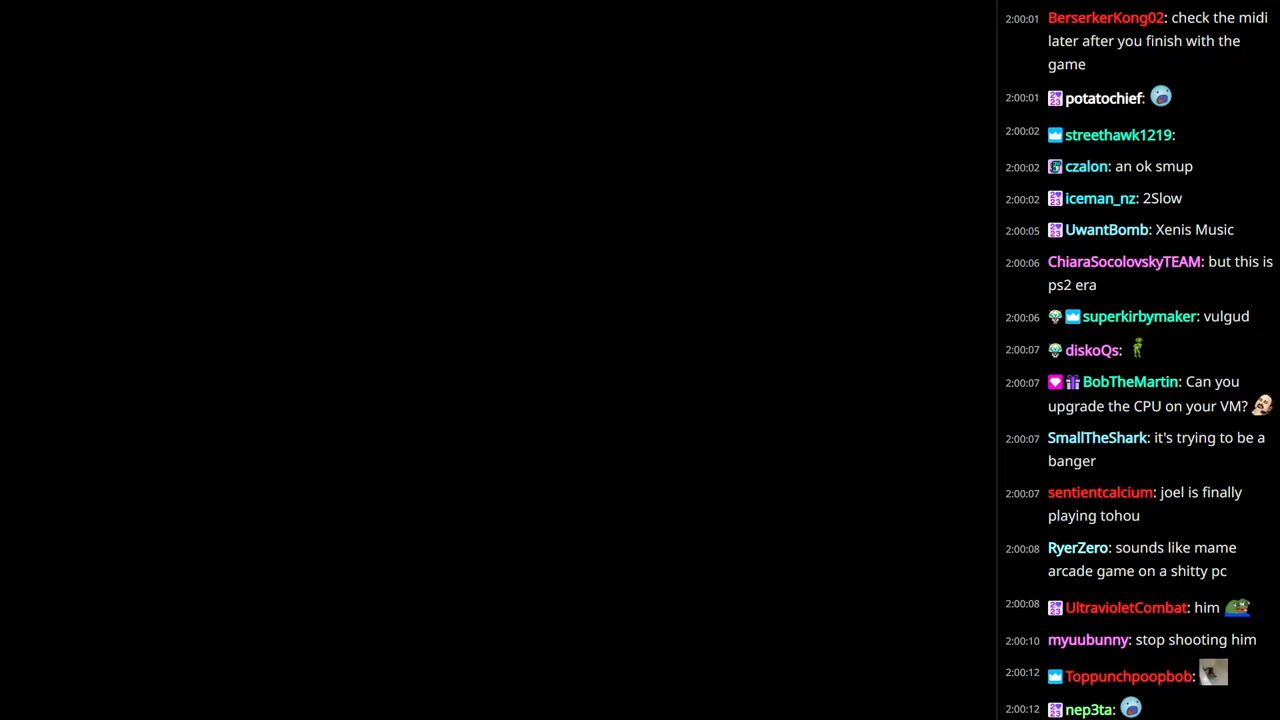 2:00:01 BerserkerKong02: check the midi
later after you finish with the
game
2:00:01 potatochief:
2:00:02 streethawk1219:
2:00:02 czalon: an ok smup
2:00:02 iceman_nz: 2Slow
2:00:05 UwantBomb: Xenis Music
2:00:06 ChiaraSocolovskyTEAM: but this is
ps2 era
2:00:06 superkirbymaker: vulgud
2:00:07 diskoQs:
2:00:07 BobTheMartin: Can you
upgrade the CPU on your VM?
2:00:07 SmallTheShark: it's trying to be a
banger
2:00:07 sentientcalcium: joel is finally
playing tohou
2:00:08 RyerZero: sounds like mame
arcade game on a shitty pc
2:00:08 UltravioletCombat: him
2:00:10 myuubunny: stop shooting him
2:00:12 Toppunchpoopbob:
2:00:12 nep3ta: